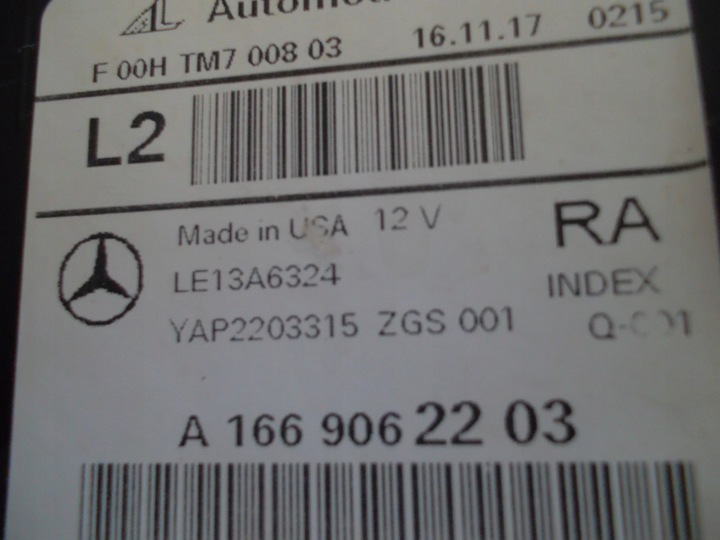 F 00H TM7 008 03 16.11.17 0215
L2
Made in USA 12 V RA
LE13A6324 INDEX
YAP2203315 ZGS 001
A 166 906 22 03